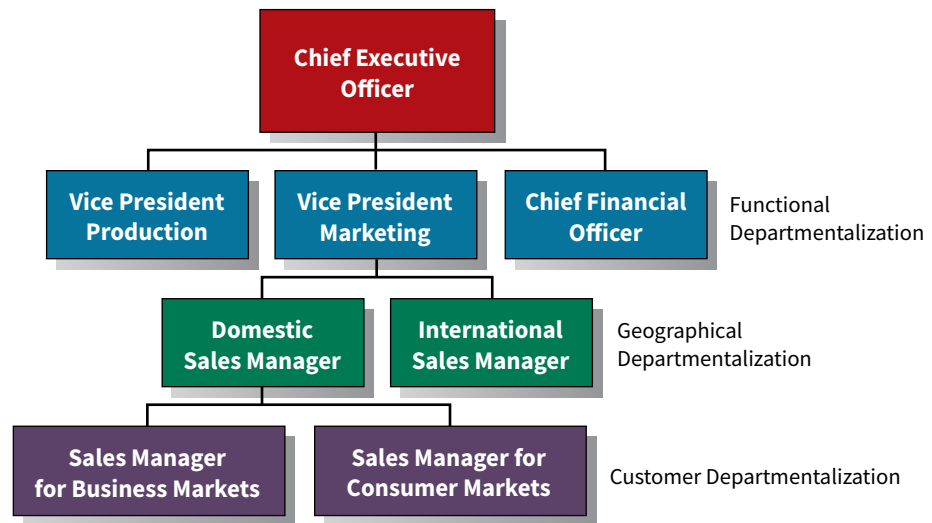 Chief Executive
Officer
Vice President
Production
Vice President
Marketing
Chief Financial
Officer
Functional
Departmentalization
Domestic
Sales Manager
International
Sales Manager
Geographical
Departmentalization
Sales Manager
for Business Markets
Sales Manager for
Consumer Markets
Customer Departmentalization